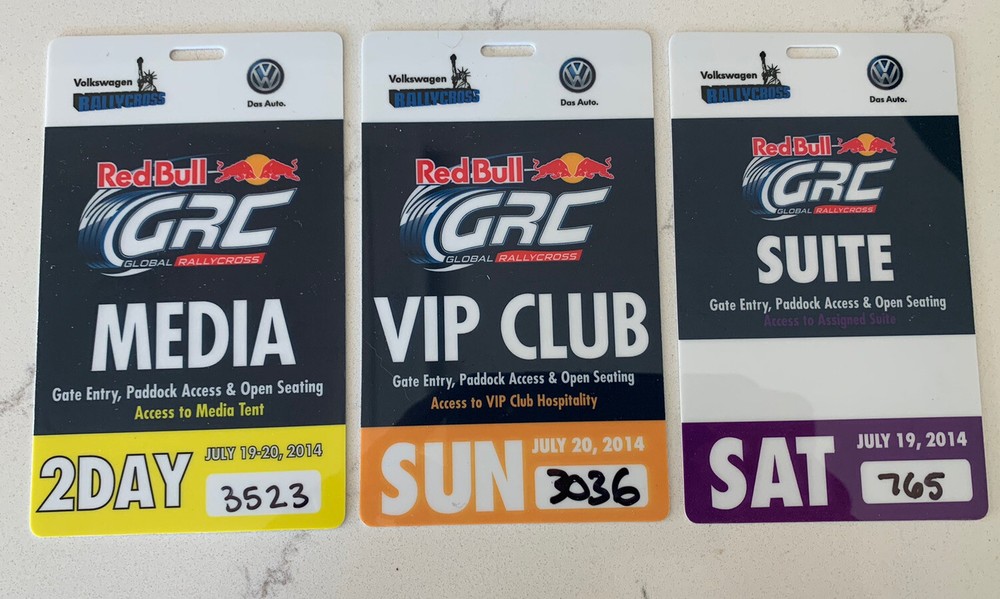 Volkswagen
RALLYCROSS
Das Auto.
Red Bull
GRC
GLOBAL RALLYCROSS
MEDIA
Gate Entry, Paddock Access & Open Seating
Access to Media Tent
2DAY
JULY 19-20, 2014
3523
Volkswagen
RALLYCROSS
Das Auto.
Red Bull
GRC
GLOBAL RALLYCROSS
VIP CLUB
Gate Entry, Paddock Access & Open Seating
Access to VIP Club Hospitality
SUN
JULY 20, 2014
3036
Volkswagen
RALLYCROSS
Das Auto.
Red Bull
GRC
GLOBAL RALLYCROSS
SUITE
Gate Entry, Paddock Access & Open Seating
Access to Assigned Suite
SAT
JULY 19, 2014
765